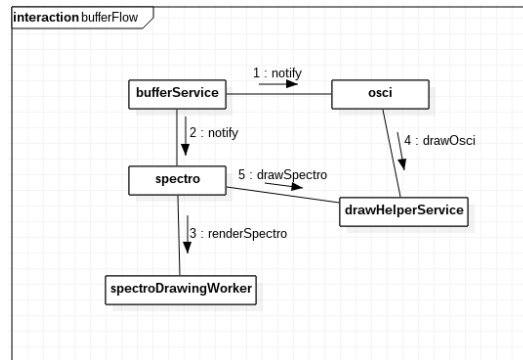 interaction bufferFlow
1 : notify
bufferService
osci
2 : notify
4 : drawOsci
spectro
5 : drawSpectro
drawHelperService
3 : renderSpectro
spectroDrawingWorker